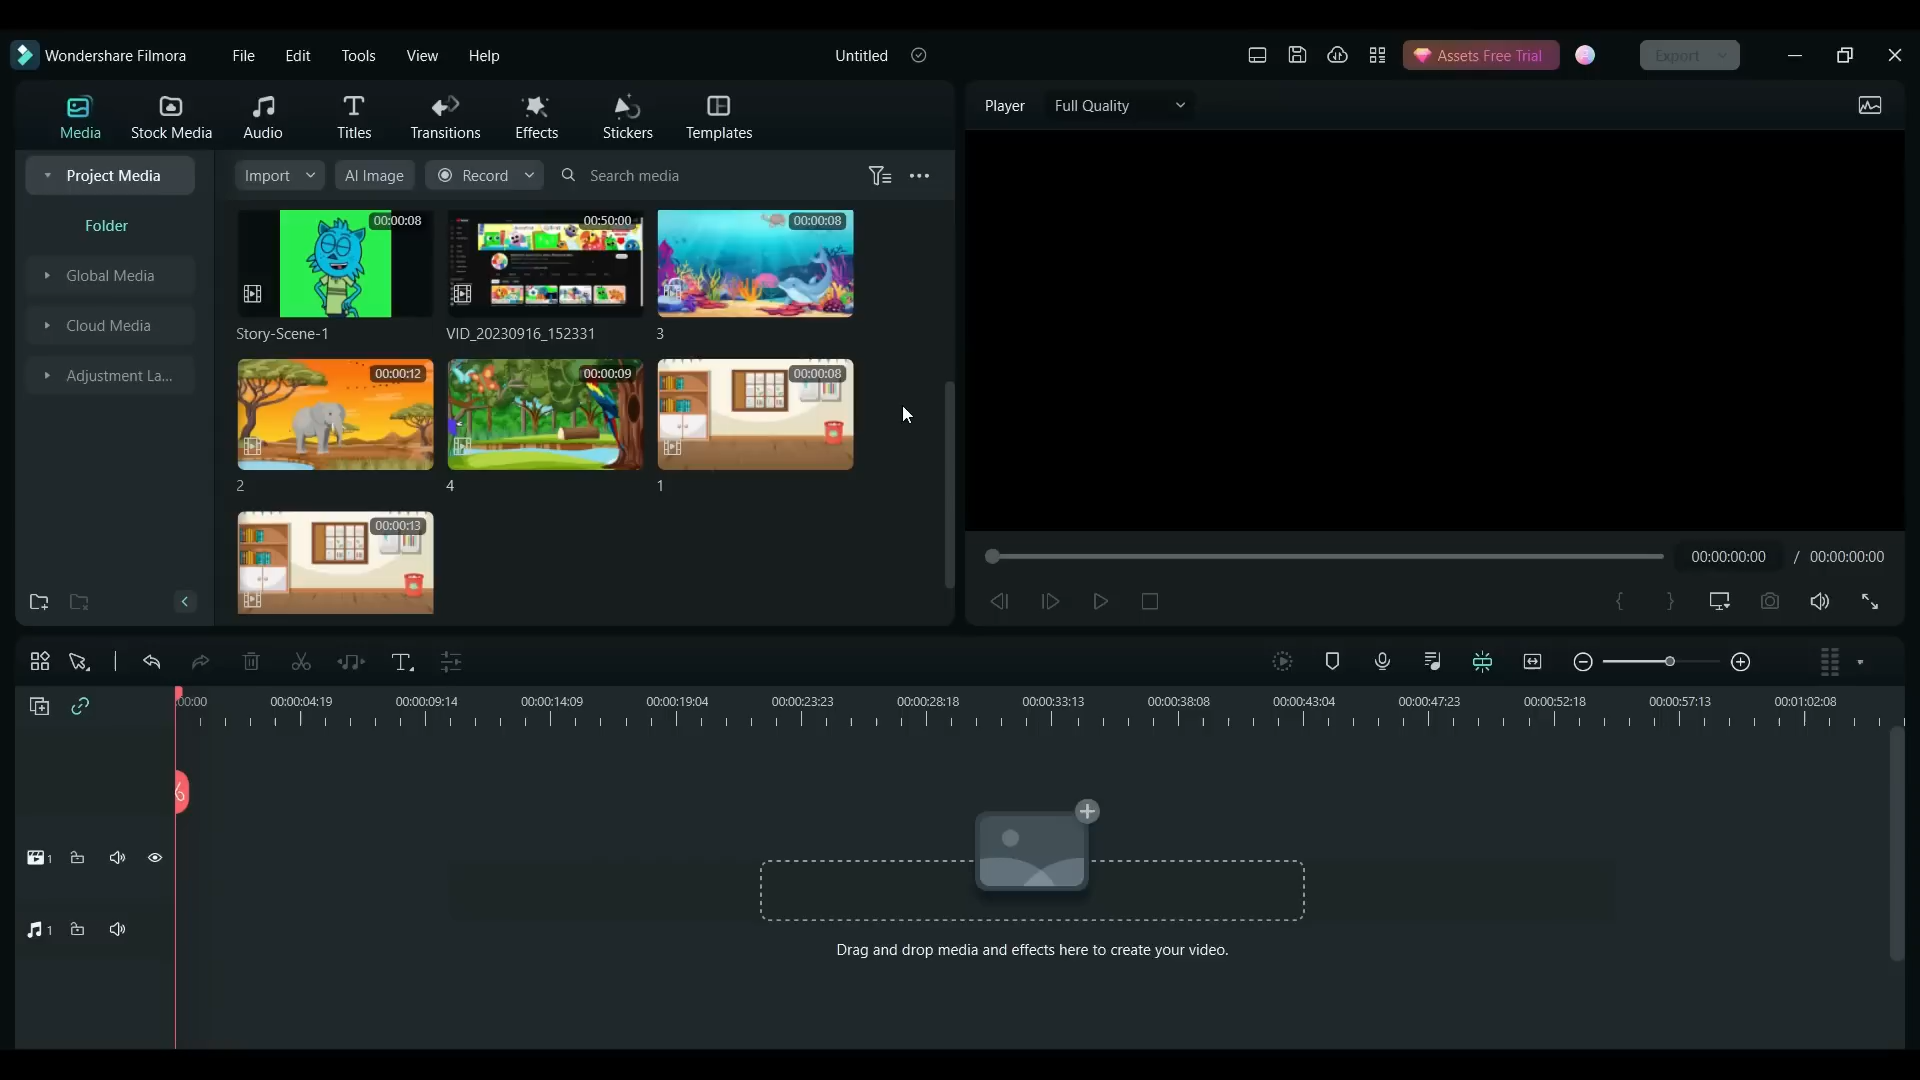 Wondershare Filmora File Edit Tools View Help Untitled Assets Free Trial Export
Media Stock Media Audio Titles Transitions Effects Stickers Templates
Player Full Quality
Project Media
Import AI Image Record Search media
Folder
Global Media
Cloud Media
Adjustment La...
00:00:08 00:50:00 00:00:08
Story-Scene-1 VID_20230916_152331 3
00:00:12 00:00:09 00:00:08
2 4 1
00:00:13
00:00:00:00 / 00:00:00:00
:00:00 00:00:04:19 00:00:09:14 00:00:14:09 00:00:19:04 00:00:23:23 00:00:28:18 00:00:33:13 00:00:38:08 00:00:43:04 00:00:47:23 00:00:52:18 00:00:57:13 00:01:02:08
1
1
Drag and drop media and effects here to create your video.